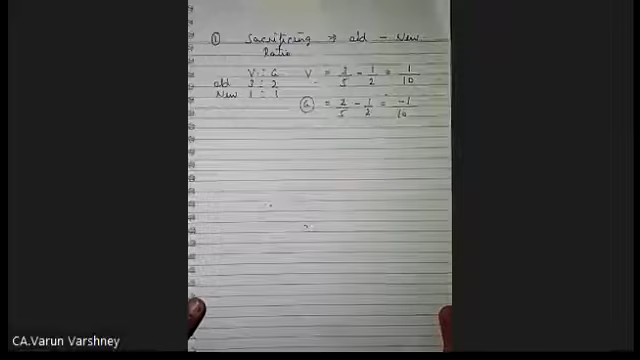 ① Sacrificing ⇒ old - New
Ratio
V : G V = 3/5 - 1/2 = 1/10
old 3 : 2
New 1 : 1
Ⓖ = 2/5 - 1/2 = -1/10
CA.Varun Varshney